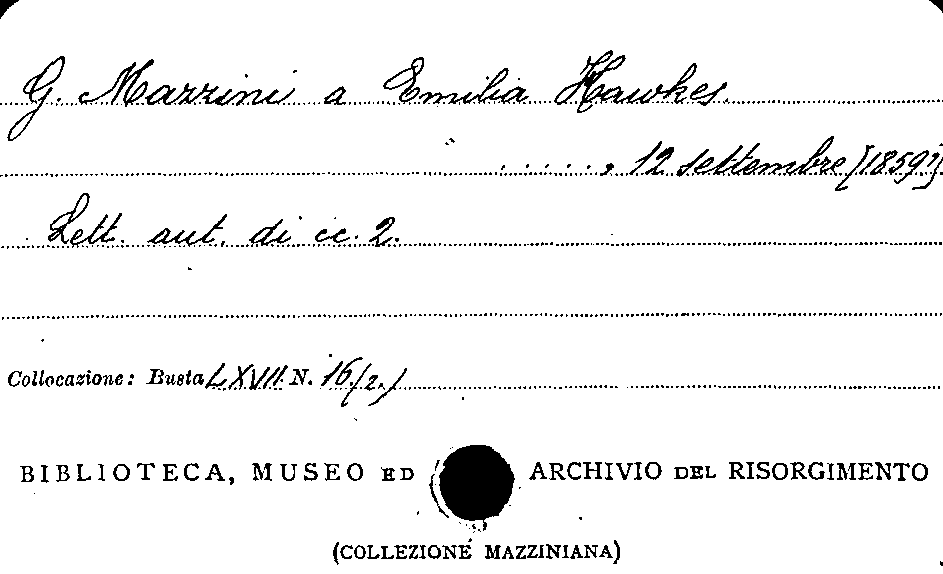 G. Mazzini a Emilia Hawkes.
....., 12 settembre [1859?]
Lett. aut. di cc. 2.
Collocazione: Busta LXVII N. 16(2.)
BIBLIOTECA, MUSEO ED ARCHIVIO DEL RISORGIMENTO
(COLLEZIONE MAZZINIANA)